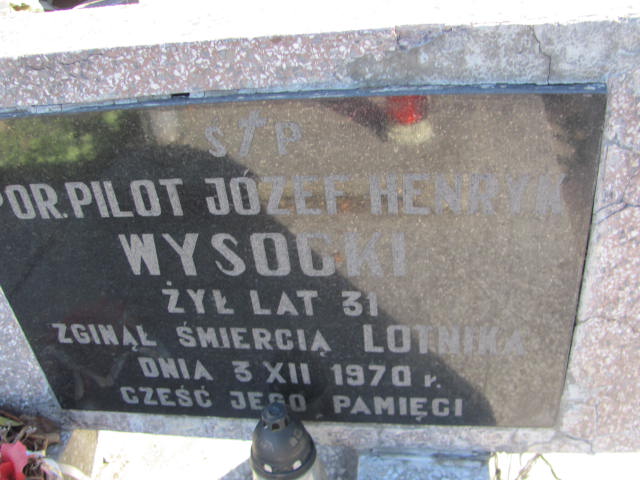 Ś † P
POR. PILOT JÓZEF HENRYK
WYSOCKI
ŻYŁ LAT 31
ZGINĄŁ ŚMIERCIĄ LOTNIKA
DNIA 3 XII 1970 r.
CZEŚĆ JEGO PAMIĘCI